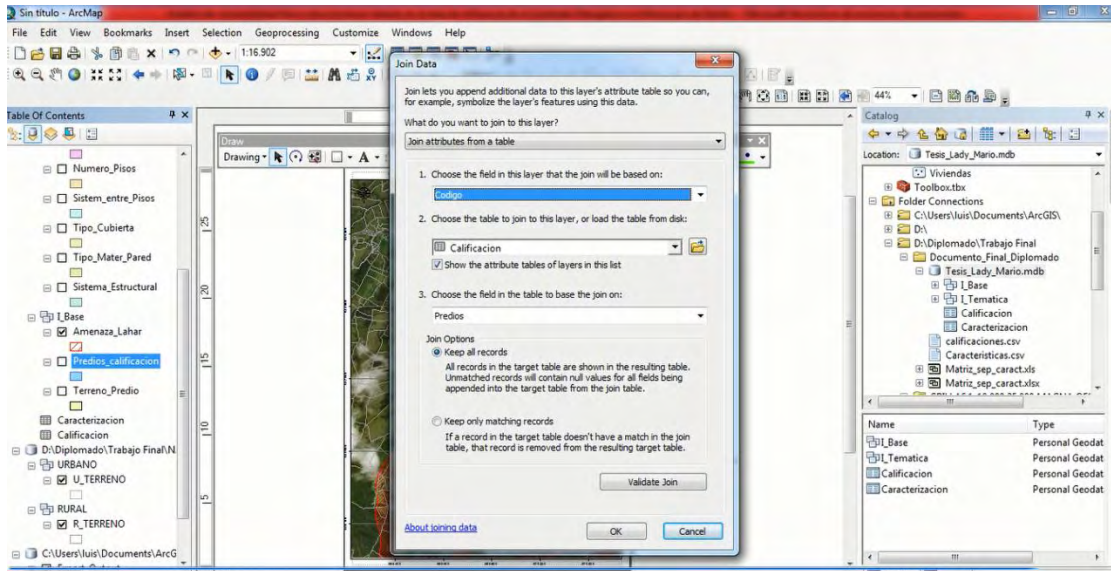 Sin título - ArcMap
File Edit View Bookmarks Insert Selection Geoprocessing Customize Windows Help
1:16.902
44%
Table Of Contents
Numero_Pisos
Sistem_entre_Pisos
Tipo_Cubierta
Tipo_Mater_Pared
Sistema_Estructural
I_Base
Amenaza_Lahar
Predios_calificacion
Terreno_Predio
Caracterizacion
Calificacion
D:\Diplomado\Trabajo Final\N
URBANO
U_TERRENO
RURAL
R_TERRENO
C:\Users\luis\Documents\ArcG
Draw
Drawing
A
25
20
15
10
5
Join Data
Join lets you append additional data to this layer's attribute table so you can,
for example, symbolize the layer's features using this data.
What do you want to join to this layer?
Join attributes from a table
1. Choose the field in this layer that the join will be based on:
Codigo
2. Choose the table to join to this layer, or load the table from disk:
Calificacion
Show the attribute tables of layers in this list
3. Choose the field in the table to base the join on:
Predios
Join Options
Keep all records
All records in the target table are shown in the resulting table.
Unmatched records will contain null values for all fields being
appended into the target table from the join table.
Keep only matching records
If a record in the target table doesn't have a match in the join
table, that record is removed from the resulting target table.
Validate Join
About joining data
OK Cancel
Catalog
Location: Tesis_Lady_Mario.mdb
Viviendas
Toolbox.tbx
Folder Connections
C:\Users\luis\Documents\ArcGIS\
D:\
D:\Diplomado\Trabajo Final
Documento_Final_Diplomado
Tesis_Lady_Mario.mdb
I_Base
I_Tematica
Calificacion
Caracterizacion
calificaciones.csv
Caracteristicas.csv
Matriz_sep_caract.xls
Matriz_sep_caract.xlsx
Name Type
I_Base Personal Geodat
I_Tematica Personal Geodat
Calificacion Personal Geodat
Caracterizacion Personal Geodat